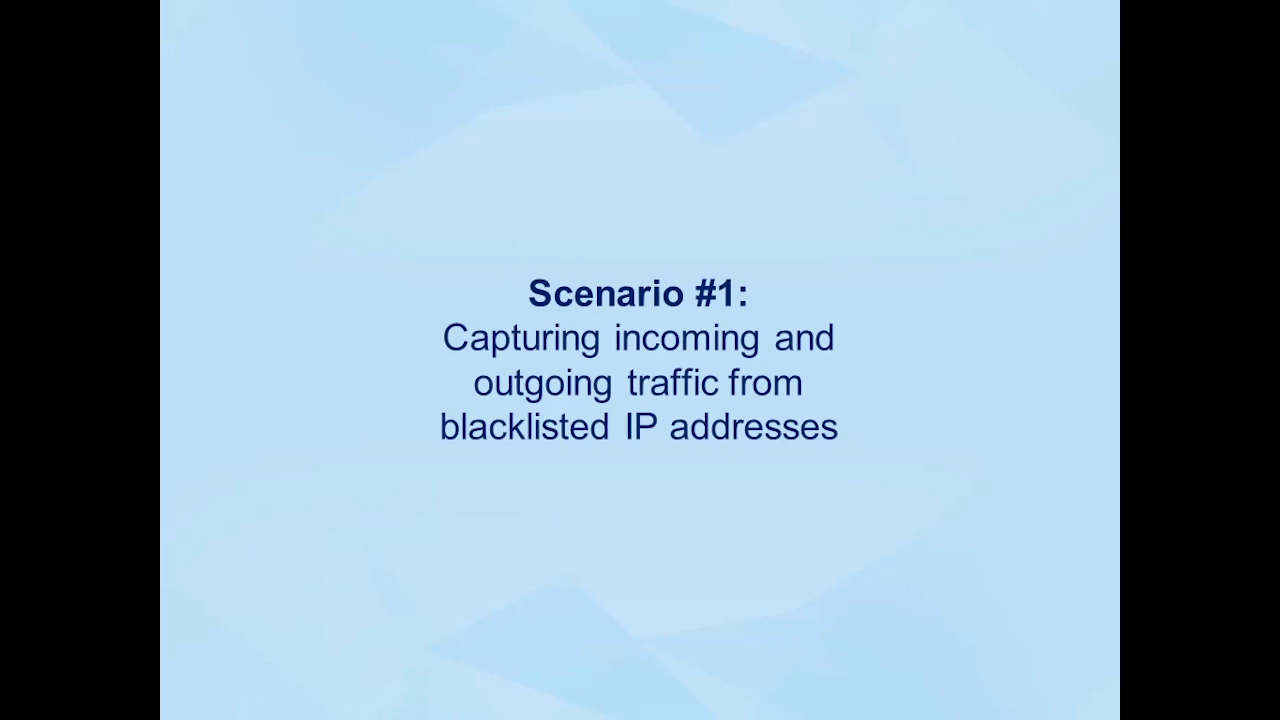 Scenario #1:
Capturing incoming and
outgoing traffic from
blacklisted IP addresses